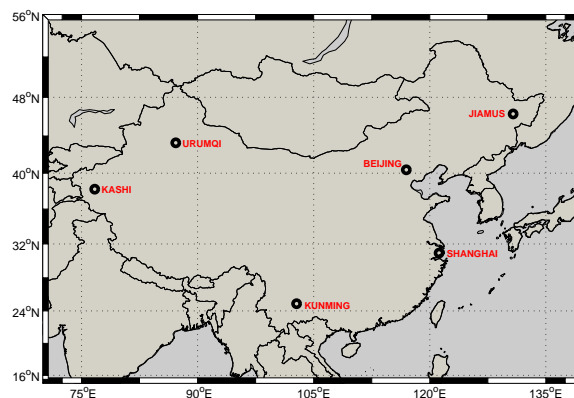 56°N
48°N
40°N
32°N
24°N
16°N
JIAMUS
URUMQI
BEIJING
KASHI
SHANGHAI
KUNMING
75°E
90°E
105°E
120°E
135°E